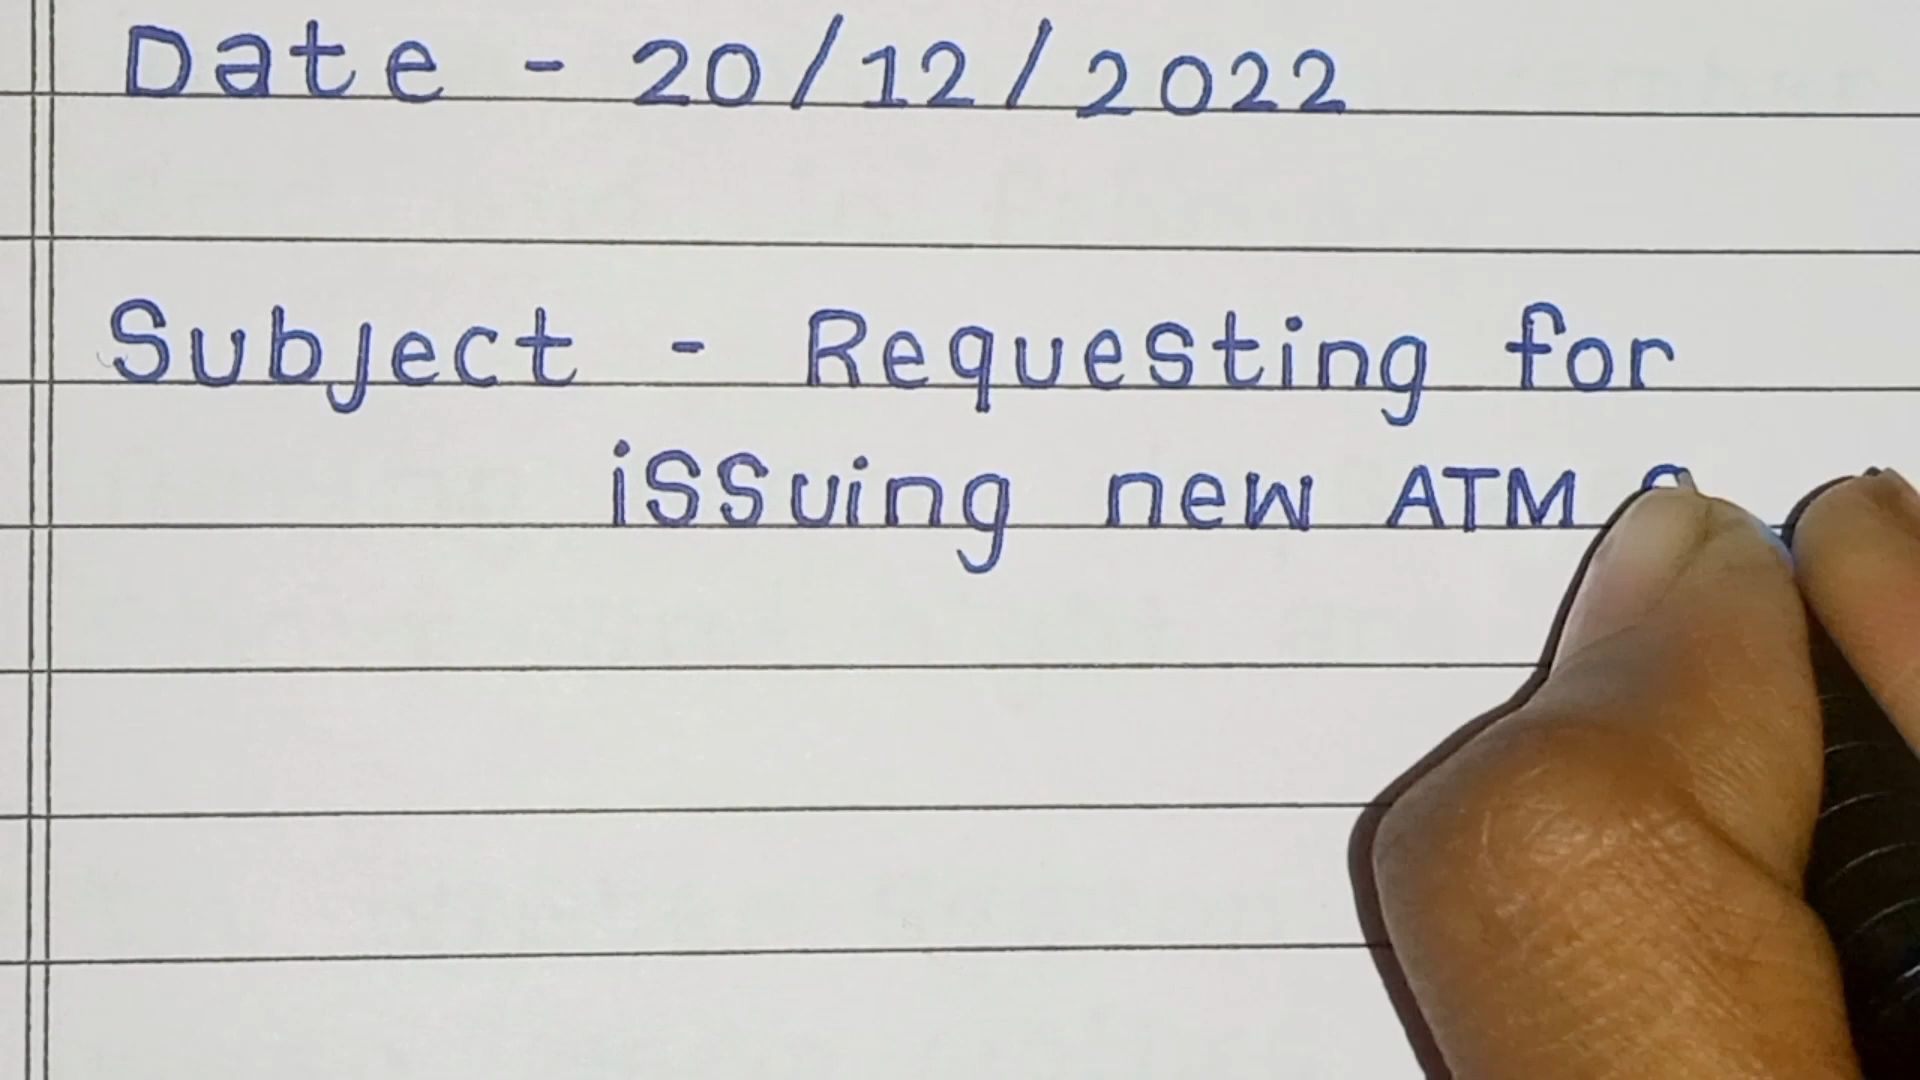 Date - 20/12/2022
Subject - Requesting for
issuing new ATM